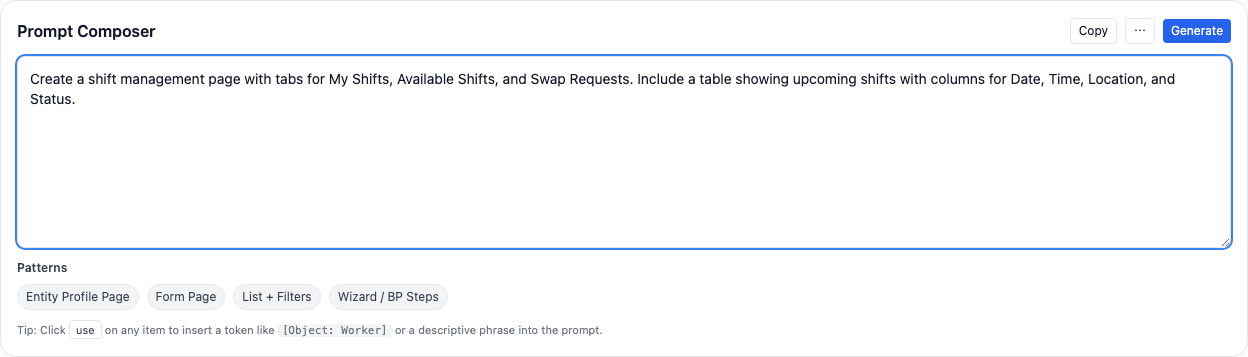 Prompt Composer
Copy
...
Generate
Create a shift management page with tabs for My Shifts, Available Shifts, and Swap Requests. Include a table showing upcoming shifts with columns for Date, Time, Location, and
Status.
Patterns
Entity Profile Page
Form Page
List + Filters
Wizard / BP Steps
Tip: Click use on any item to insert a token like [Object: Worker] or a descriptive phrase into the prompt.